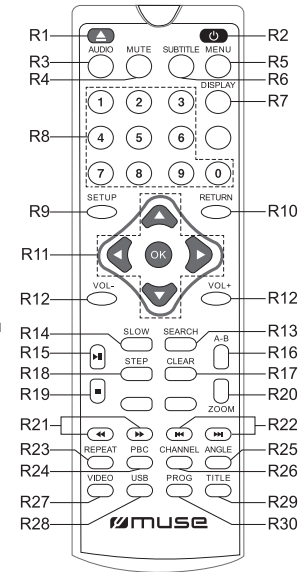 R1 R2
AUDIO MUTE SUBTITLE MENU
R3 R5
R4 R6
DISPLAY
R7
1 2 3
R8 4 5 6
7 8 9 0
SETUP RETURN
R9 R10
R11 OK
VOL- VOL+
R12 R12
SLOW SEARCH
R14 R13
A-B
R15 R16
STEP CLEAR
R18 R17
R19 R20
ZOOM
R21 R22
REPEAT PBC CHANNEL ANGLE
R23 R25
R24 R26
VIDEO USB PROG TITLE
R27 R29
R28 R30
muse